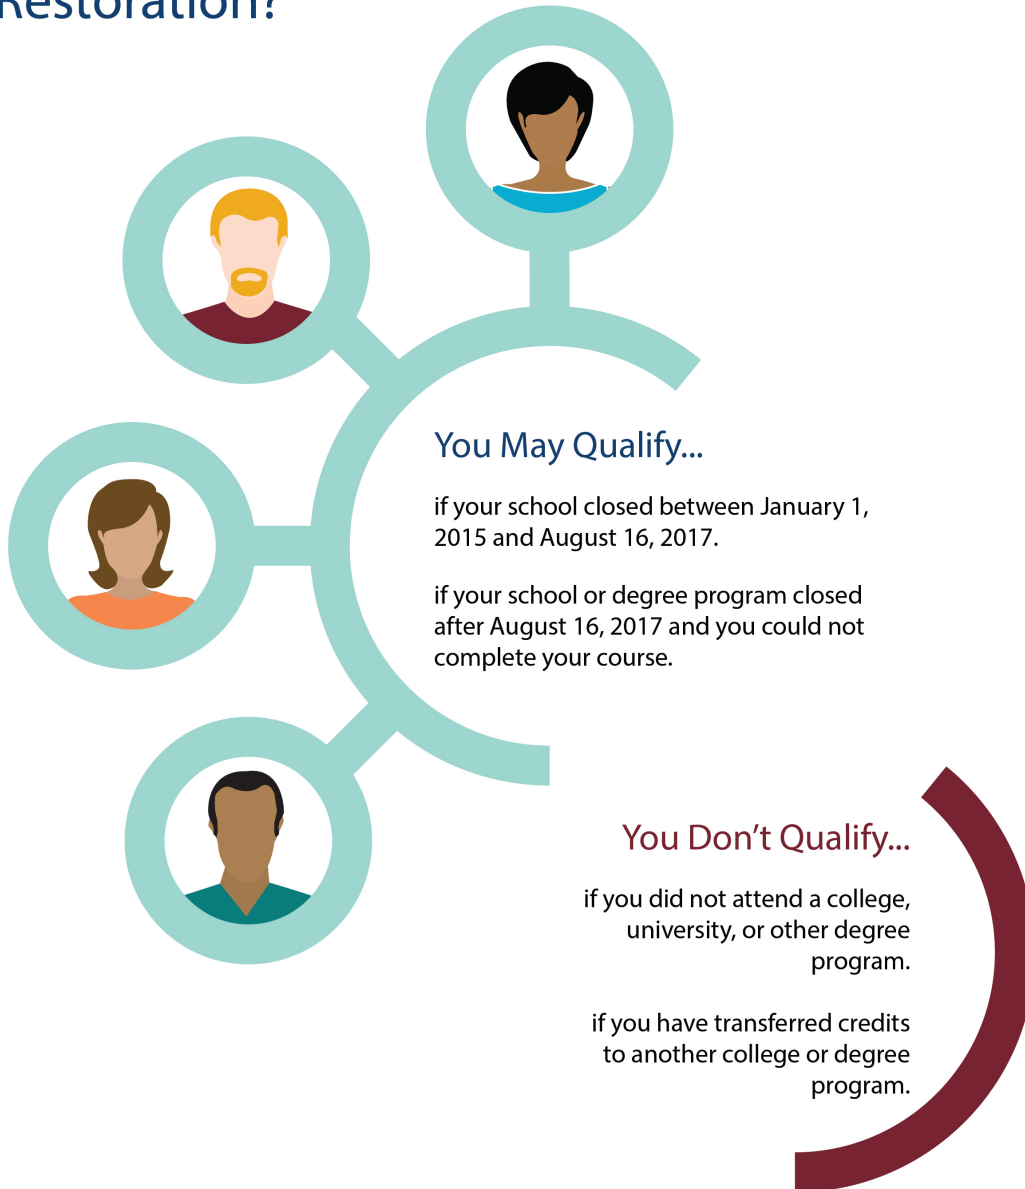 Restoration?
You May Qualify...
if your school closed between January 1,
2015 and August 16, 2017.
if your school or degree program closed
after August 16, 2017 and you could not
complete your course.
You Don’t Qualify...
if you did not attend a college,
university, or other degree
program.
if you have transferred credits
to another college or degree
program.